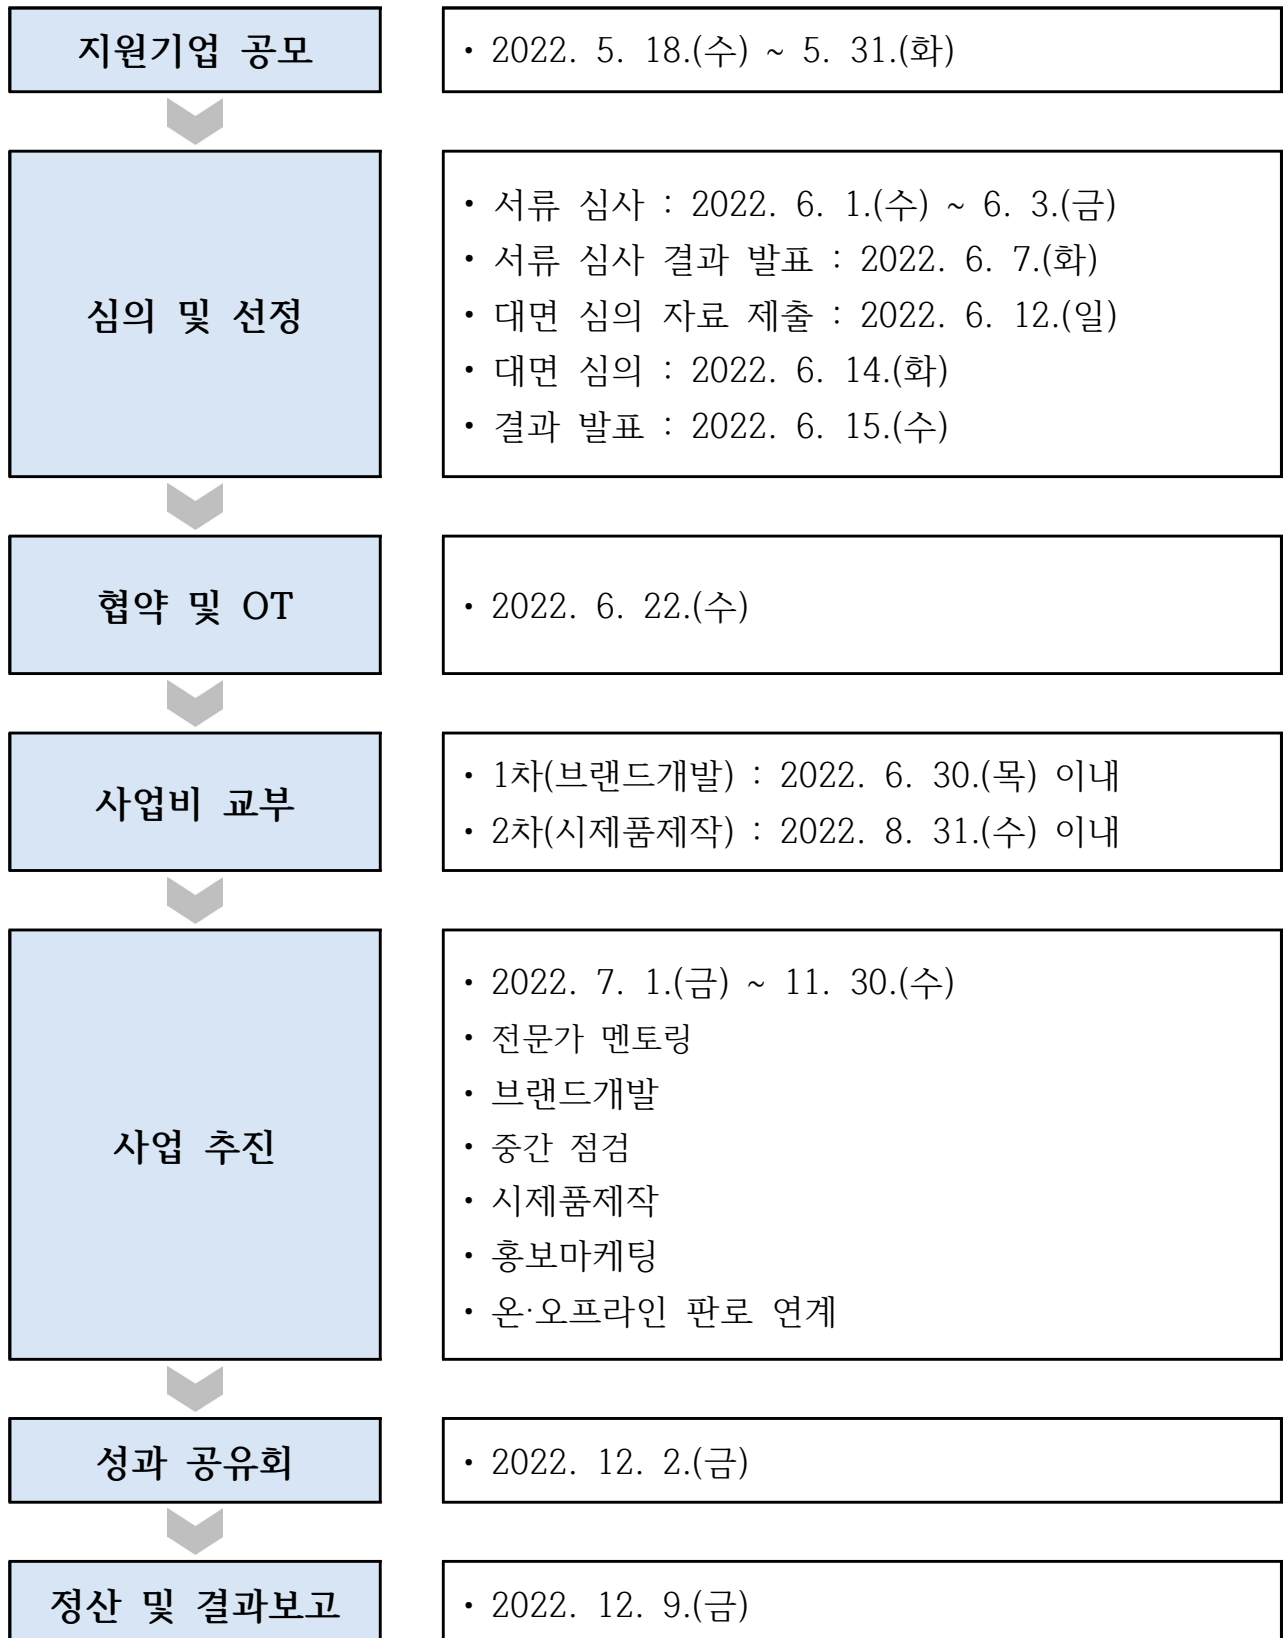 지원기업 공모
• 2022. 5. 18.(수) ~ 5. 31.(화)
심의 및 선정
• 서류 심사 : 2022. 6. 1.(수) ~ 6. 3.(금)
• 서류 심사 결과 발표 : 2022. 6. 7.(화)
• 대면 심의 자료 제출 : 2022. 6. 12.(일)
• 대면 심의 : 2022. 6. 14.(화)
• 결과 발표 : 2022. 6. 15.(수)
협약 및 OT
• 2022. 6. 22.(수)
사업비 교부
• 1차(브랜드개발) : 2022. 6. 30.(목) 이내
• 2차(시제품제작) : 2022. 8. 31.(수) 이내
사업 추진
• 2022. 7. 1.(금) ~ 11. 30.(수)
• 전문가 멘토링
• 브랜드개발
• 중간 점검
• 시제품제작
• 홍보마케팅
• 온·오프라인 판로 연계
성과 공유회
• 2022. 12. 2.(금)
정산 및 결과보고
• 2022. 12. 9.(금)